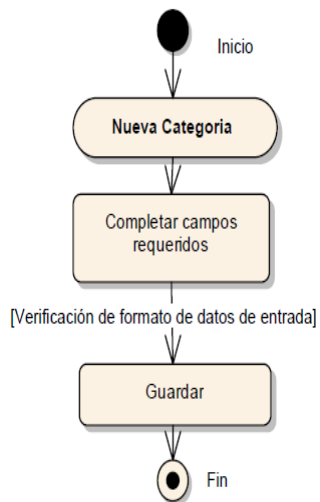 Inicio
Nueva Categoria
Completar campos
requeridos
[Verificación de formato de datos de entrada]
Guardar
Fin